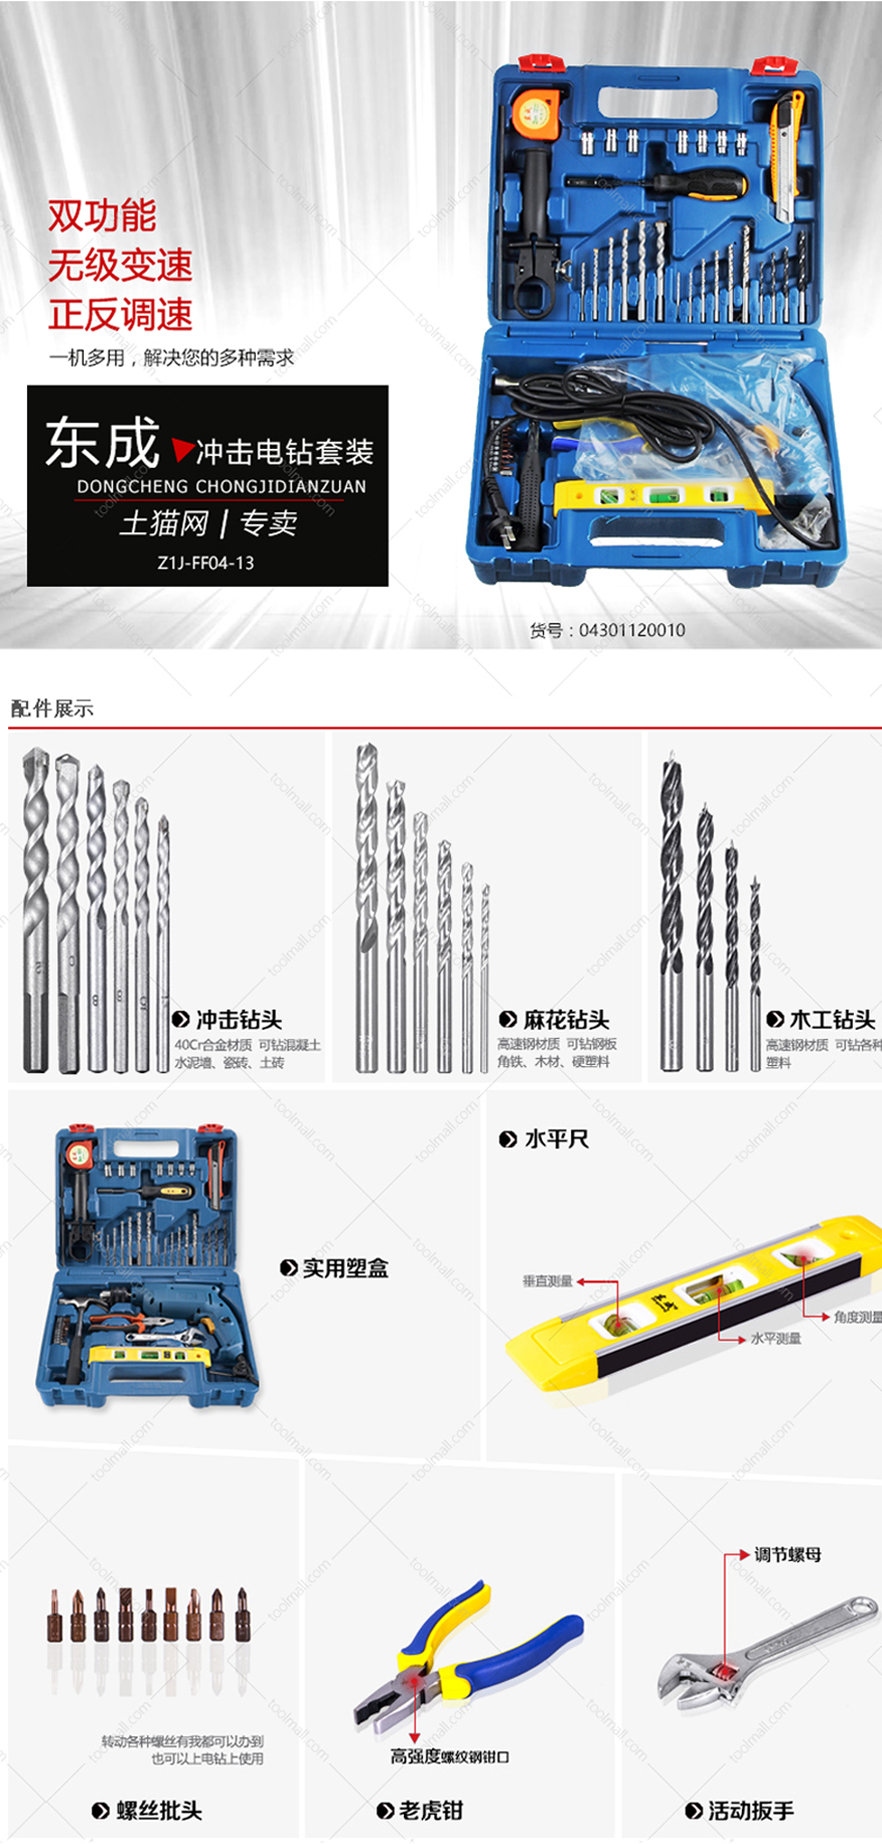 双功能
无级变速
正反调速
一机多用，解决您的多种需求
东成 冲击电钻套装
DONGCHENG CHONGJIDIANZUAN
土猫网 | 专卖
Z1J-FF04-13
货号：04301120010
配件展示
冲击钻头
40Cr合金材质 可钻混凝土
水泥墙、瓷砖、土砖
麻花钻头
高速钢材质 可钻钢板
角铁、木材、硬塑料
木工钻头
高速钢材质 可钻各种
塑料
实用塑盒
水平尺
垂直测量
水平测量
角度测量
转动各种螺丝有我都可以办到
也可以上电钻上使用
螺丝批头
高强度螺纹钢钳口
老虎钳
调节螺母
活动扳手
toolmall.com